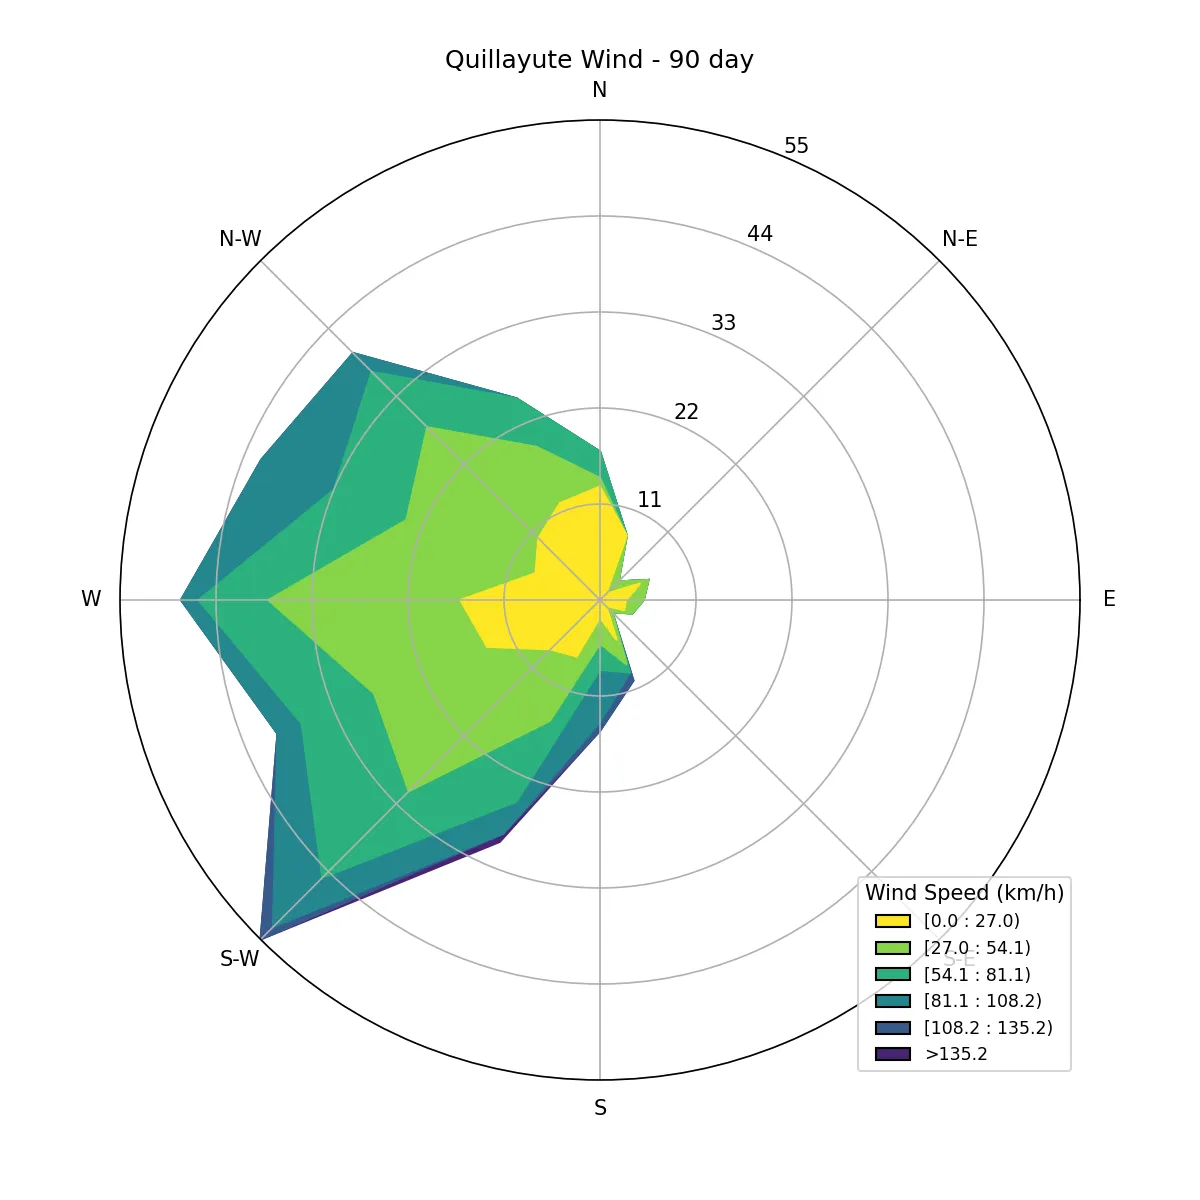 Quillayute Wind - 90 day
N
55
44
N-W
N-E
33
22
11
W
E
S-W
S-E
S
Wind Speed (km/h)
[0.0 : 27.0)
[27.0 : 54.1)
[54.1 : 81.1)
[81.1 : 108.2)
[108.2 : 135.2)
>135.2